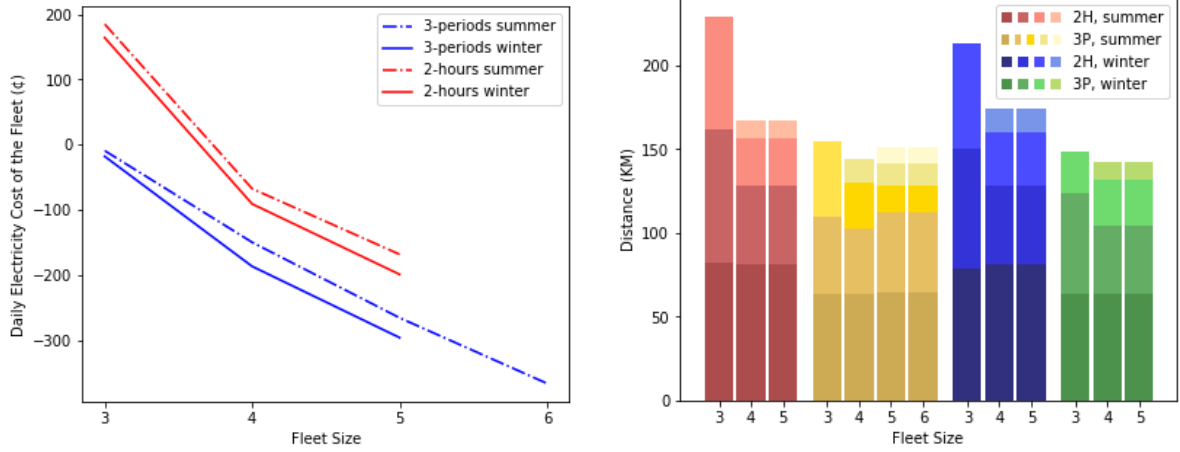 200
100
0
−100
−200
−300
Daily Electricity Cost of the Fleet (¢)
3-periods summer
3-periods winter
2-hours summer
2-hours winter
3 4 5 6
Fleet Size
200
150
100
50
0
Distance (KM)
2H, summer
3P, summer
2H, winter
3P, winter
3 4 5 3 4 5 6 3 4 5 3 4 5
Fleet Size